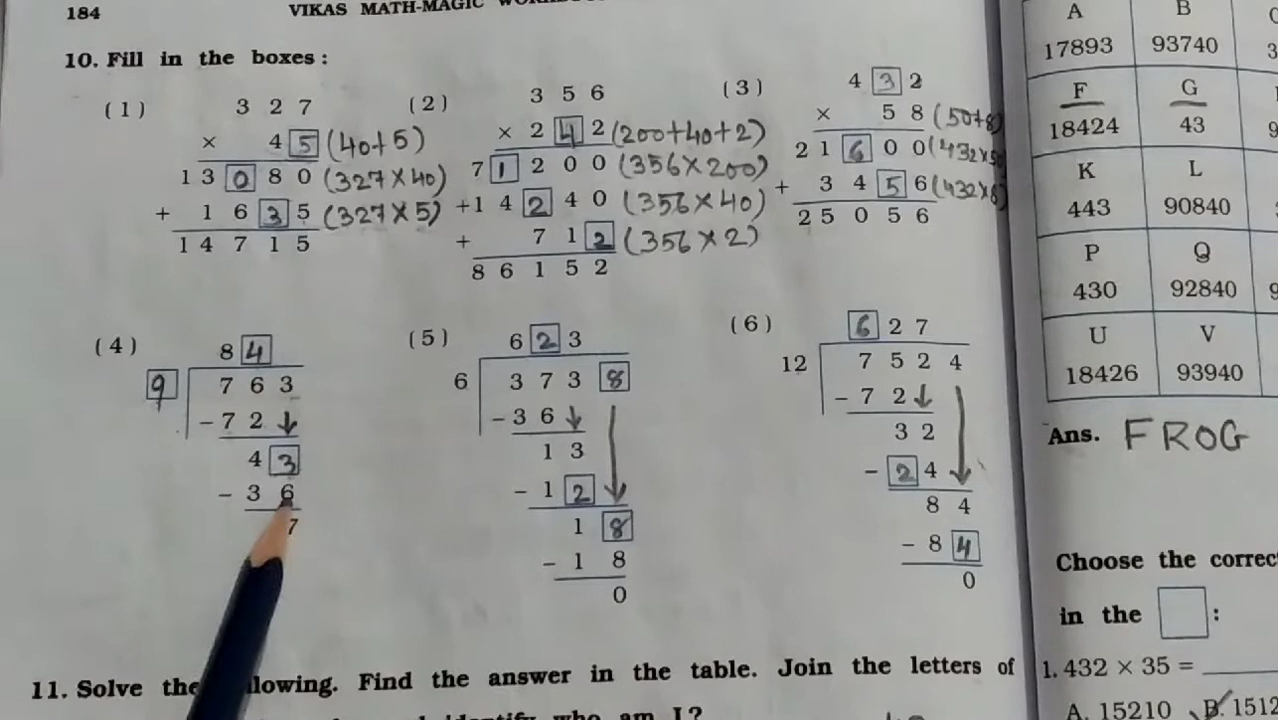 184
VIKAS MATH-MAGIC
10. Fill in the boxes :
(1)
3 2 7
× 4 5 (40+5)
1 3 0 8 0 (327×40)
+ 1 6 3 5 (327×5)
1 4 7 1 5
(2)
3 5 6
× 2 4 2 (200+40+2)
7 1 2 0 0 (356×200)
+1 4 2 4 0 (356×40)
+ 7 1 2 (356×2)
8 6 1 5 2
(3)
4 3 2
× 5 8 (50+8)
2 1 6 0 0
+ 3 4 5 6 (432×8)
2 5 0 5 6
(4)
8 4
9 7 6 3
- 7 2
4 3
- 3 6
7
(5)
6 2 3
6 3 7 3 8
- 3 6
1 3
- 1 2
1 8
- 1 8
0
(6)
6 2 7
12 7 5 2 4
- 7 2
3 2
- 2 4
8 4
- 8 4
0
11. Solve the following. Find the answer in the table. Join the letters of
identify who am I?
A B
17893 93740
F G
18424 43
K L
443 90840
P Q
430 92840
U V
18426 93940
Ans. FROG
Choose the correct
in the :
1. 432 × 35 =
A. 15210 B. 1512